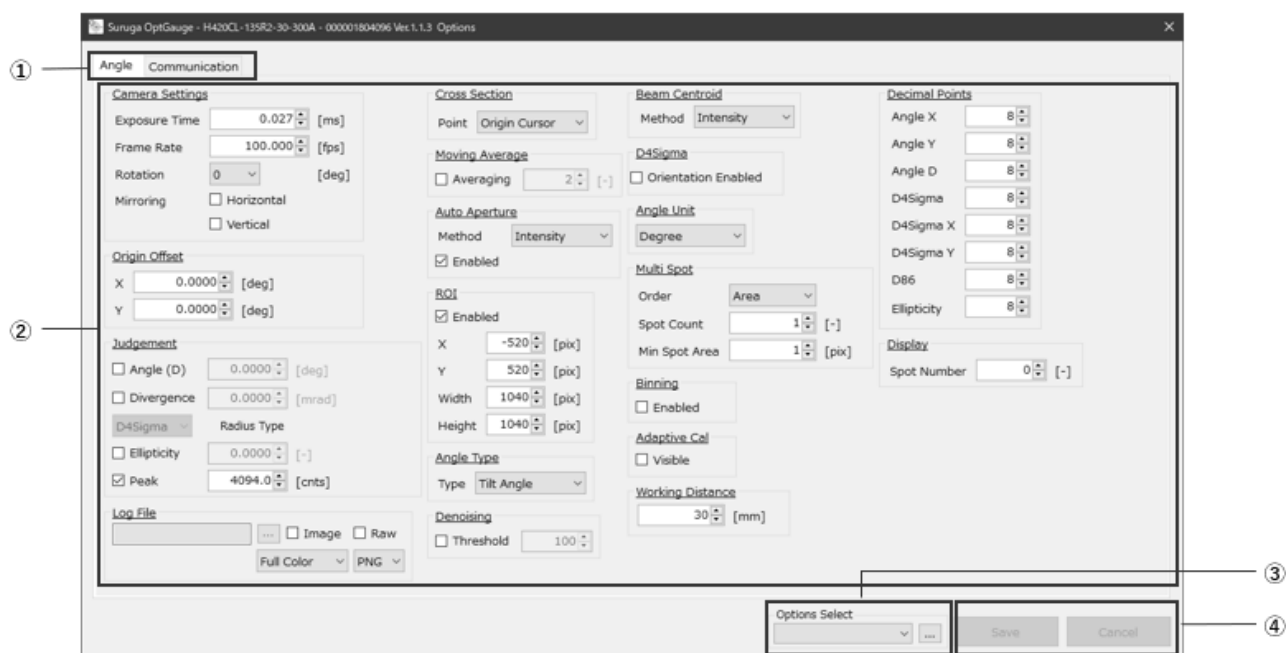 Suruga OptGauge - H420CL-135R2-30-300A - 000001804096 Ver.1.1.3 Options
①
Angle Communication
②
Camera Settings
Exposure Time 0.027 [ms]
Frame Rate 100.000 [fps]
Rotation 0 [deg]
Mirroring Horizontal
Vertical
Origin Offset
X 0.0000 [deg]
Y 0.0000 [deg]
Judgement
Angle (D) 0.0000 [deg]
Divergence 0.0000 [mrad]
D4Sigma Radius Type
Ellipticity 0.0000 [-]
Peak 4094.0 [cnts]
Log File
... Image Raw
Full Color PNG
Cross Section
Point Origin Cursor
Moving Average
Averaging 2 [-]
Auto Aperture
Method Intensity
Enabled
ROI
Enabled
X -520 [pix]
Y 520 [pix]
Width 1040 [pix]
Height 1040 [pix]
Angle Type
Type Tilt Angle
Denoising
Threshold 100
Beam Centroid
Method Intensity
D4Sigma
Orientation Enabled
Angle Unit
Degree
Multi Spot
Order Area
Spot Count 1 [-]
Min Spot Area 1 [pix]
Binning
Enabled
Adaptive Cal
Visible
Working Distance
30 [mm]
Decimal Points
Angle X 8
Angle Y 8
Angle D 8
D4Sigma 8
D4Sigma X 8
D4Sigma Y 8
D86 8
Ellipticity 8
Display
Spot Number 0 [-]
③
Options Select
...
Save Cancel
④